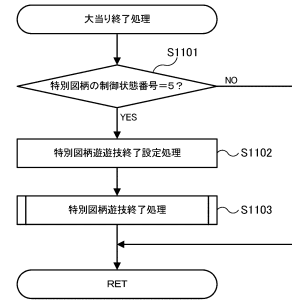 大当り終了処理
S1101
特別図柄の制御状態番号＝5？
NO
YES
特別図柄遊遊技終了設定処理
S1102
特別図柄遊技終了処理
S1103
RET